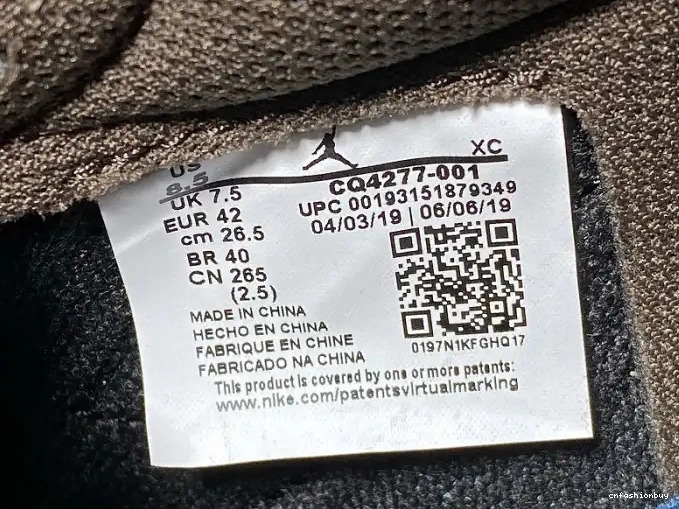 XC
US
8.5
UK 7.5
EUR 42
cm 26.5
BR 40
CN 265
(2.5)
CQ4277-001
UPC 00193151879349
04/03/19 | 06/06/19
0197N1KFGHQ17
MADE IN CHINA
HECHO EN CHINA
FABRIQUE EN CHINE
FABRICADO NA CHINA
This product is covered by one or more patents:
www.nike.com/patentsvirtualmarking
cnfashionbuy